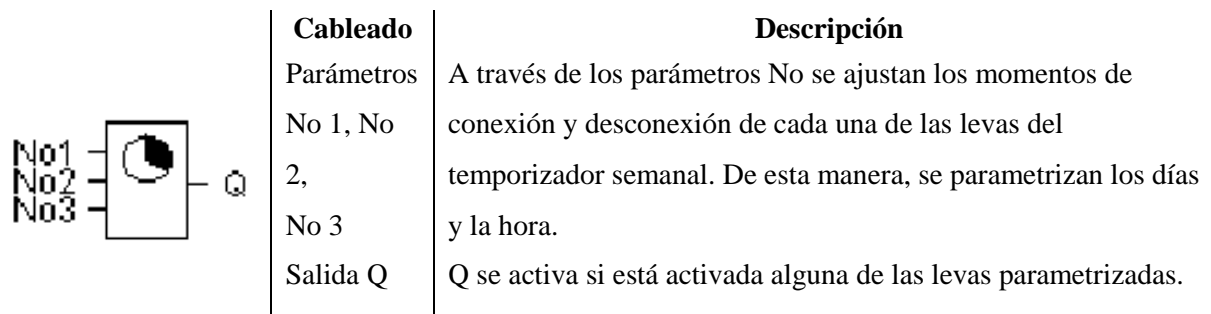 Cableado Descripción
Parámetros A través de los parámetros No se ajustan los momentos de
No 1, No conexión y desconexión de cada una de las levas del
2, temporizador semanal. De esta manera, se parametrizan los días
No 3 y la hora.
Salida Q Q se activa si está activada alguna de las levas parametrizadas.
No1
No2
No3
Q